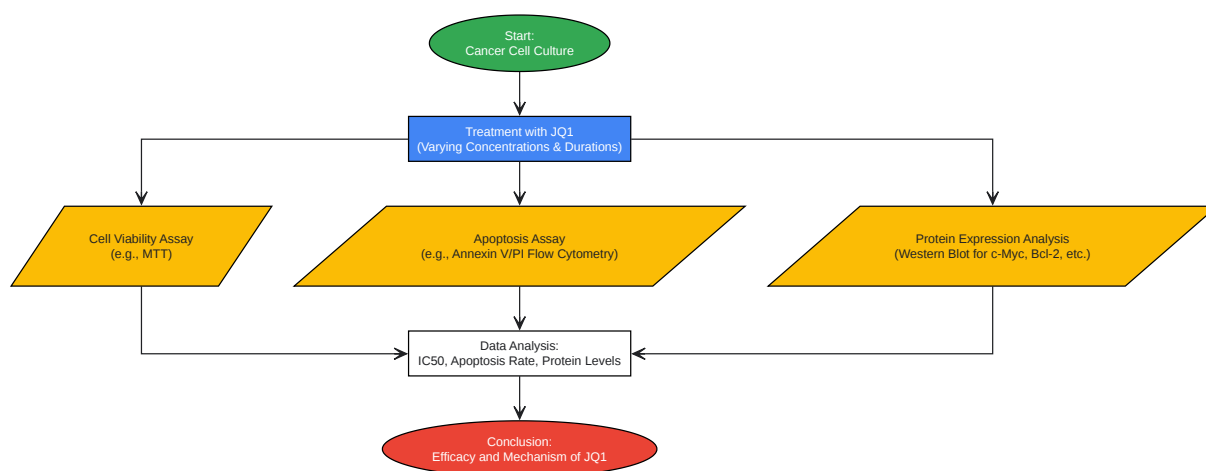 Start:
Cancer Cell Culture
Treatment with JQ1
(Varying Concentrations & Durations)
Cell Viability Assay
(e.g., MTT)
Apoptosis Assay
(e.g., Annexin V/PI Flow Cytometry)
Protein Expression Analysis
(Western Blot for c-Myc, Bcl-2, etc.)
Data Analysis:
IC50, Apoptosis Rate, Protein Levels
Conclusion:
Efficacy and Mechanism of JQ1